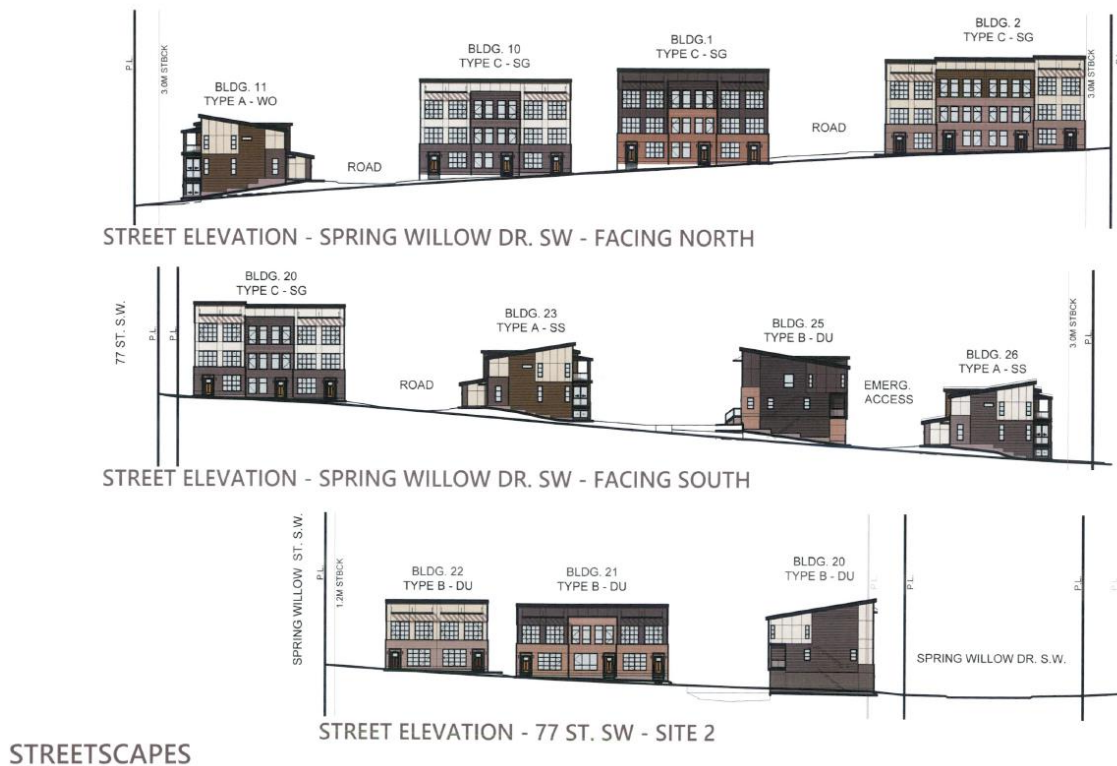 P.L.
3.0M STBCK
BLDG. 11
TYPE A - WO
ROAD
BLDG. 10
TYPE C - SG
BLDG.1
TYPE C - SG
ROAD
BLDG. 2
TYPE C - SG
3.0M STBCK
P.L.
STREET ELEVATION - SPRING WILLOW DR. SW - FACING NORTH
77 ST. S.W.
P.L.
P.L.
BLDG. 20
TYPE C - SG
ROAD
BLDG. 23
TYPE A - SS
BLDG. 25
TYPE B - DU
EMERG.
ACCESS
BLDG. 26
TYPE A - SS
3.0M STBCK
P.L.
STREET ELEVATION - SPRING WILLOW DR. SW - FACING SOUTH
SPRING WILLOW ST. S.W.
P.L.
1.2M STBCK
BLDG. 22
TYPE B - DU
BLDG. 21
TYPE B - DU
BLDG. 20
TYPE B - DU
P.L.
P.L.
SPRING WILLOW DR. S.W.
P.L.
P.L.
STREET ELEVATION - 77 ST. SW - SITE 2
STREETSCAPES